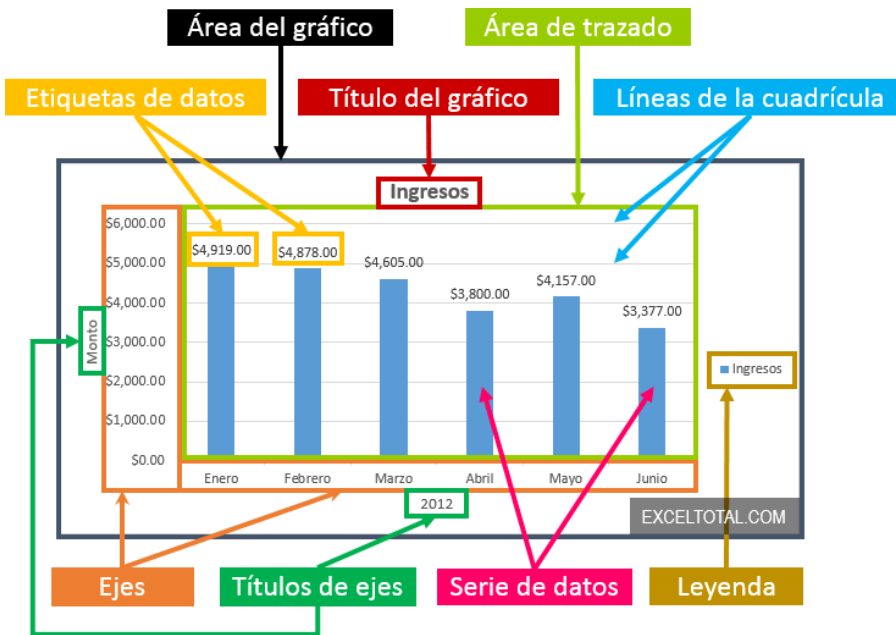 Área del gráfico
Área de trazado
Etiquetas de datos
Título del gráfico
Líneas de la cuadrícula
Ingresos
$6,000.00
$5,000.00
$4,000.00
$3,000.00
$2,000.00
$1,000.00
$0.00
Monto
$4,919.00
$4,878.00
$4,605.00
$3,800.00
$4,157.00
$3,377.00
Ingresos
Enero
Febrero
Marzo
Abril
Mayo
Junio
2012
EXCELTOTAL.COM
Ejes
Títulos de ejes
Serie de datos
Leyenda